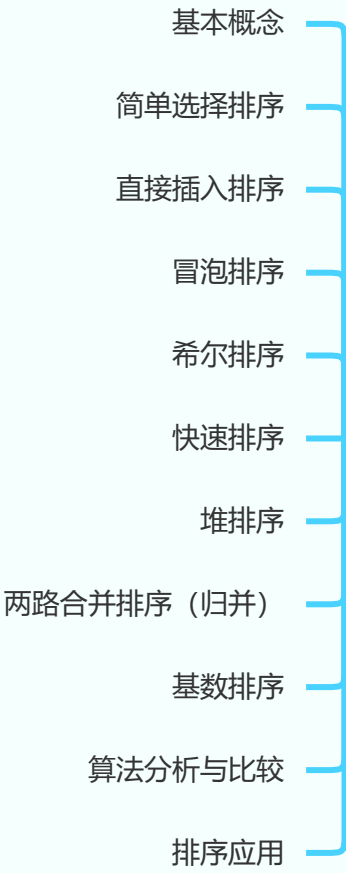 基本概念
简单选择排序
直接插入排序
冒泡排序
希尔排序
快速排序
堆排序
两路合并排序（归并）
基数排序
算法分析与比较
排序应用